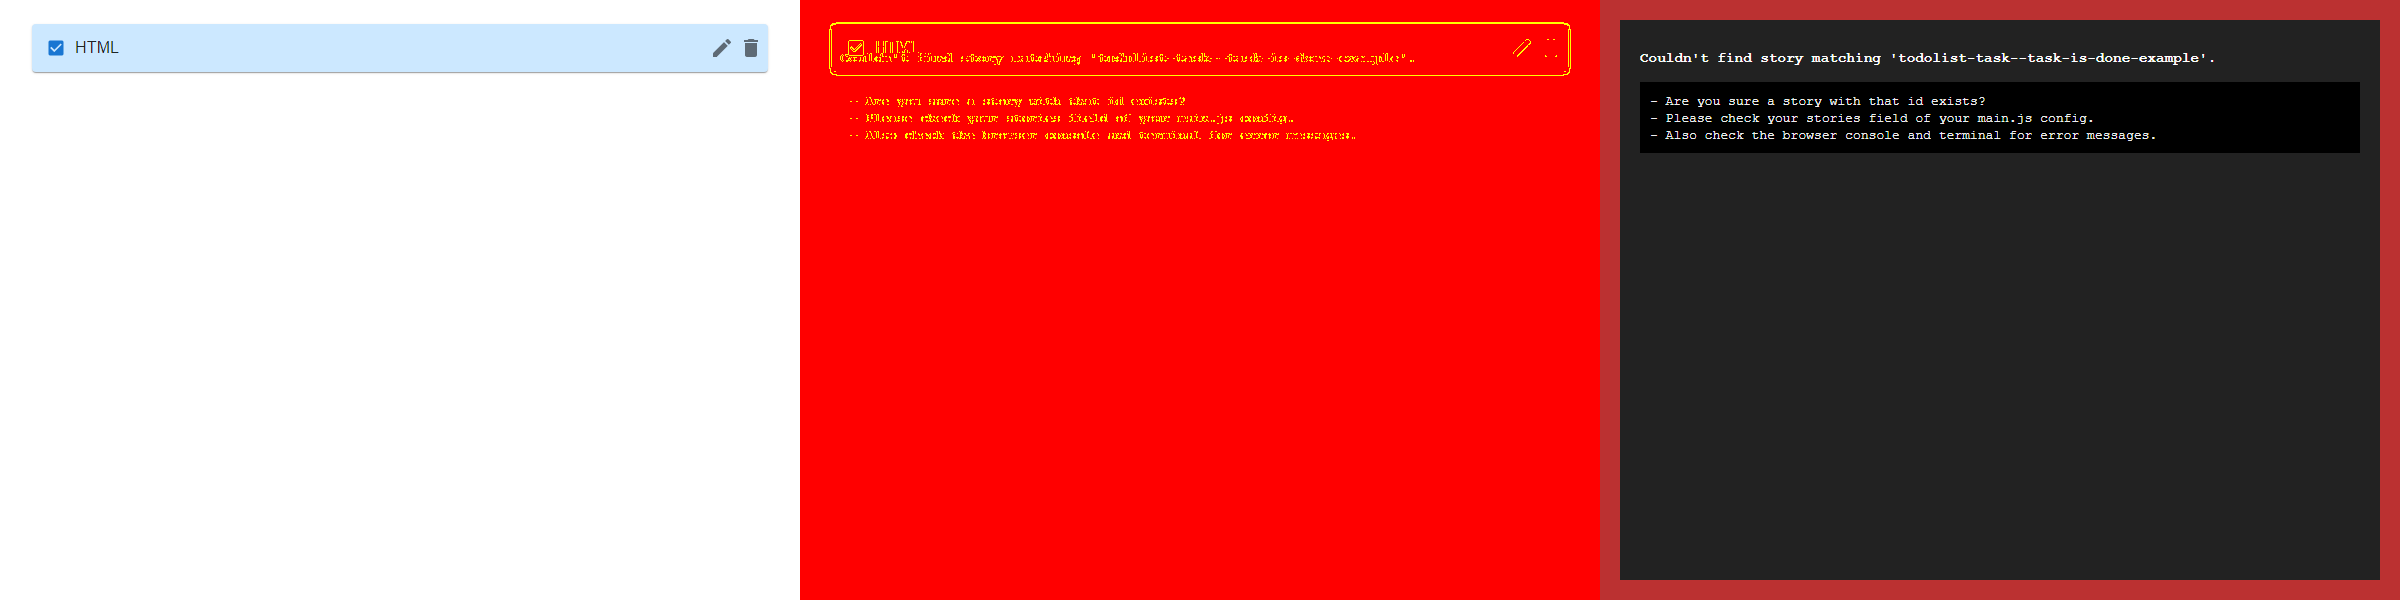 HTML
Couldn't find story matching 'todolist-task--task-is-done-example'.
- Are you sure a story with that id exists?
- Please check your stories field of your main.js config.
- Also check the browser console and terminal for error messages.
Couldn't find story matching 'todolist-task--task-is-done-example'.
- Are you sure a story with that id exists?
- Please check your stories field of your main.js config.
- Also check the browser console and terminal for error messages.